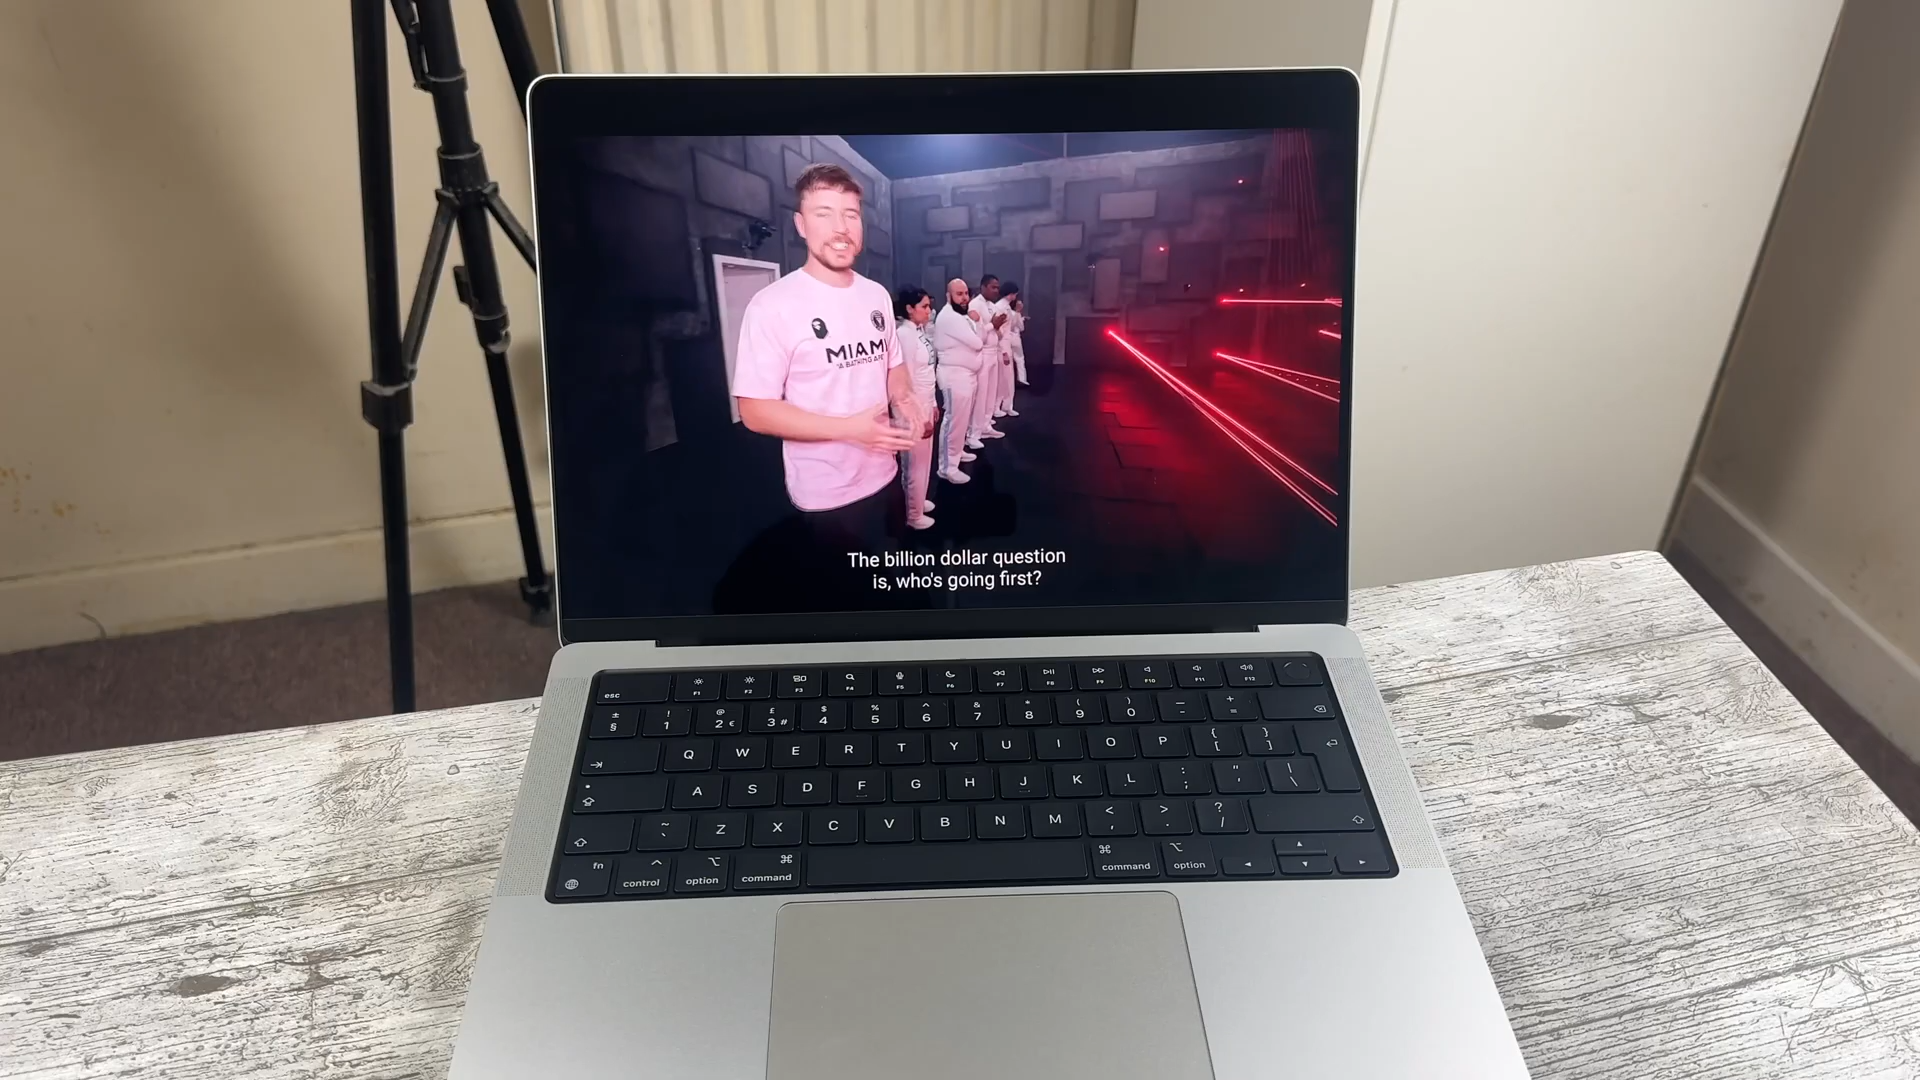 MIAMI
"A BATHING APE
The billion dollar question
is, who's going first?
esc F1 F2 F3 F4 F5 F6 F7 F8 F9 F10 F11 F12
± ! @ £ $ % ^ & * ( ) — +
§ 1 2 € 3 # 4 5 6 7 8 9 0 - =
Q W E R T Y U I O P { [ } ]
A S D F G H J K L : ; " ' | \
~ ` Z X C V B N M < , > . ? /
fn control option command command option